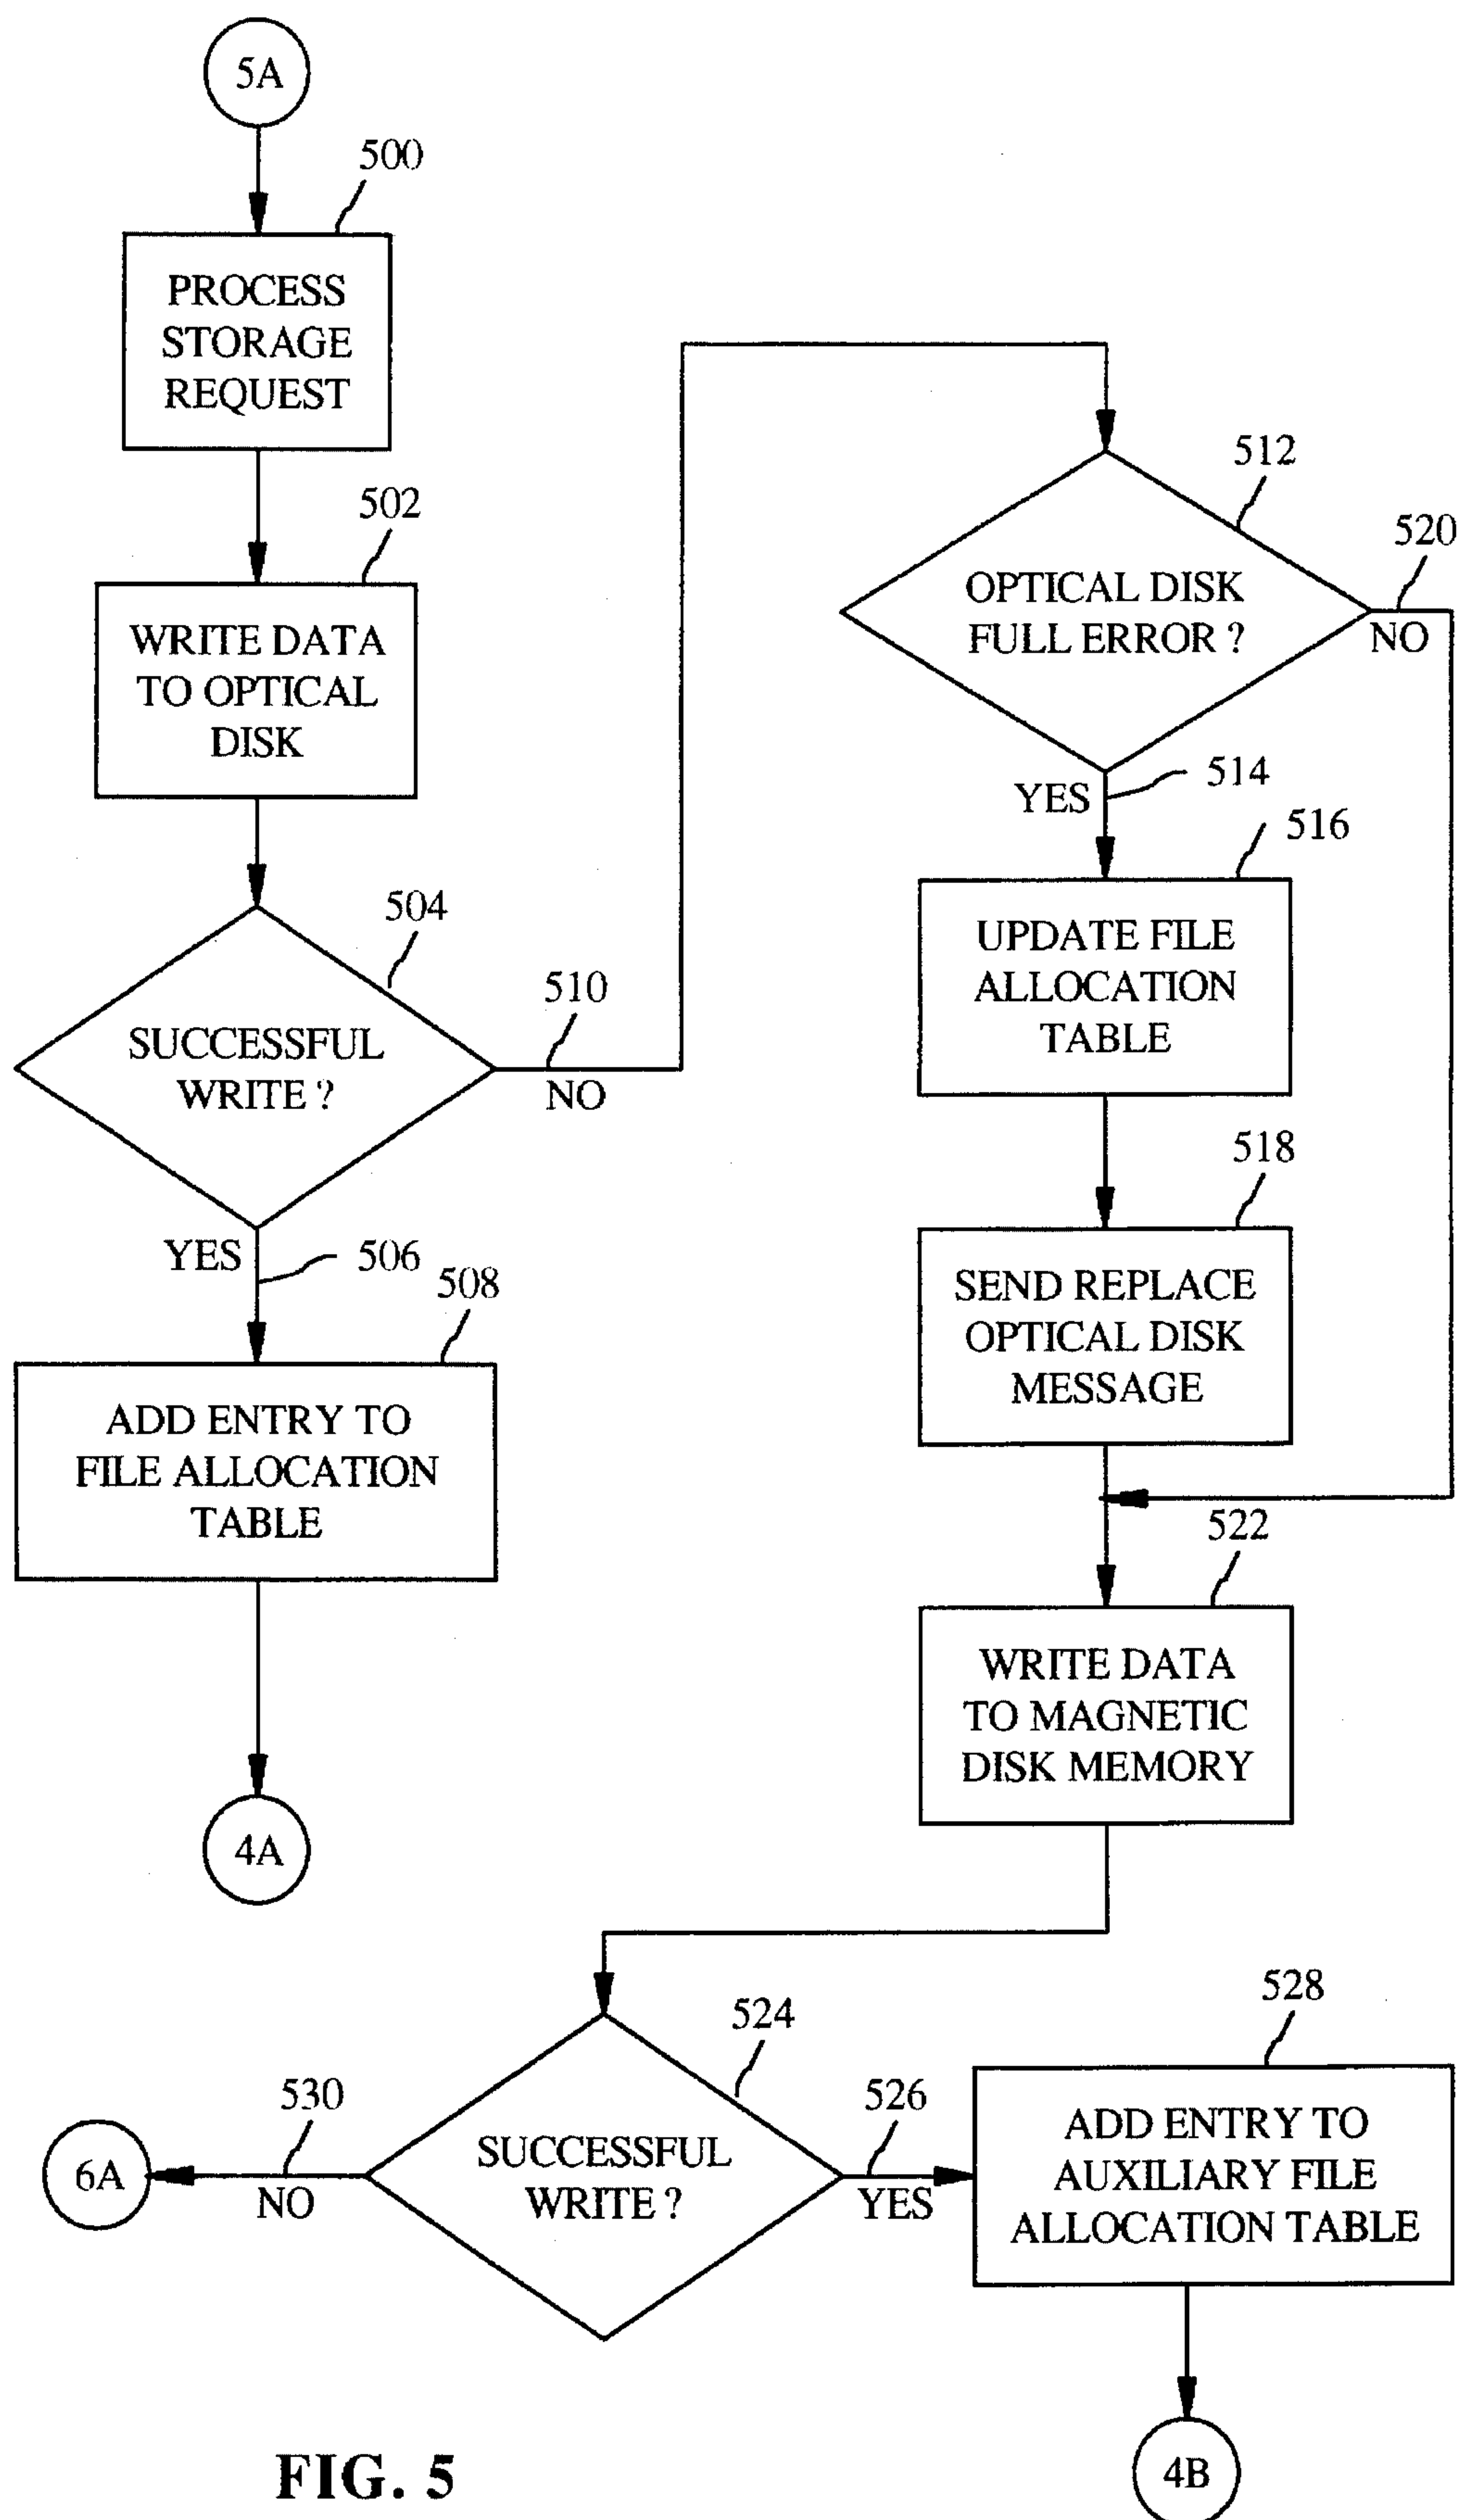 5A
500
PROCESS
STORAGE
REQUEST
502
WRITE DATA
TO OPTICAL
DISK
504
SUCCESSFUL
WRITE ?
510
NO
YES
506
508
ADD ENTRY TO
FILE ALLOCATION
TABLE
4A
512
OPTICAL DISK
FULL ERROR ?
520
NO
YES
514
516
UPDATE FILE
ALLOCATION
TABLE
518
SEND REPLACE
OPTICAL DISK
MESSAGE
522
WRITE DATA
TO MAGNETIC
DISK MEMORY
524
SUCCESSFUL
WRITE ?
530
NO
6A
526
YES
528
ADD ENTRY TO
AUXILIARY FILE
ALLOCATION TABLE
4B
FIG. 5